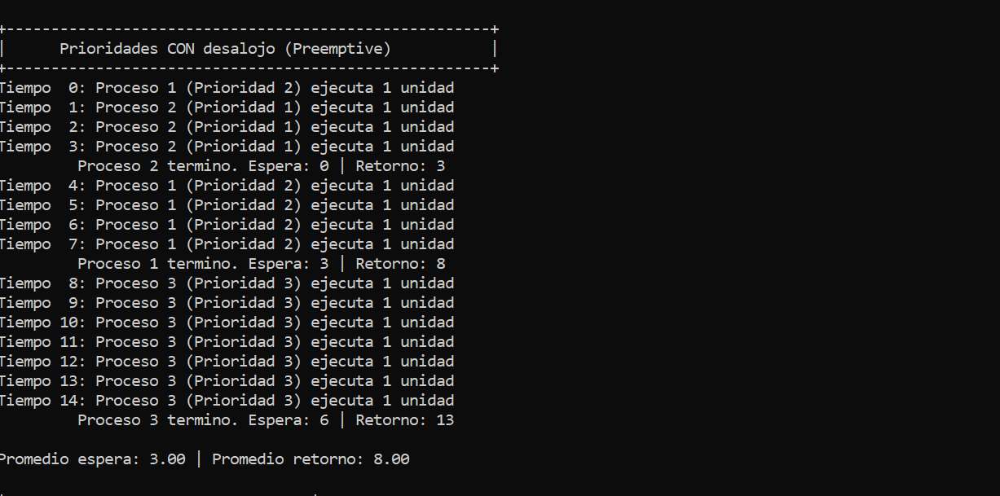 +------------------------------------------------------+
|      Prioridades CON desalojo (Preemptive)           |
+------------------------------------------------------+
Tiempo  0: Proceso 1 (Prioridad 2) ejecuta 1 unidad
Tiempo  1: Proceso 2 (Prioridad 1) ejecuta 1 unidad
Tiempo  2: Proceso 2 (Prioridad 1) ejecuta 1 unidad
Tiempo  3: Proceso 2 (Prioridad 1) ejecuta 1 unidad
         Proceso 2 termino. Espera: 0 | Retorno: 3
Tiempo  4: Proceso 1 (Prioridad 2) ejecuta 1 unidad
Tiempo  5: Proceso 1 (Prioridad 2) ejecuta 1 unidad
Tiempo  6: Proceso 1 (Prioridad 2) ejecuta 1 unidad
Tiempo  7: Proceso 1 (Prioridad 2) ejecuta 1 unidad
         Proceso 1 termino. Espera: 3 | Retorno: 8
Tiempo  8: Proceso 3 (Prioridad 3) ejecuta 1 unidad
Tiempo  9: Proceso 3 (Prioridad 3) ejecuta 1 unidad
Tiempo 10: Proceso 3 (Prioridad 3) ejecuta 1 unidad
Tiempo 11: Proceso 3 (Prioridad 3) ejecuta 1 unidad
Tiempo 12: Proceso 3 (Prioridad 3) ejecuta 1 unidad
Tiempo 13: Proceso 3 (Prioridad 3) ejecuta 1 unidad
Tiempo 14: Proceso 3 (Prioridad 3) ejecuta 1 unidad
         Proceso 3 termino. Espera: 6 | Retorno: 13
Promedio espera: 3.00 | Promedio retorno: 8.00